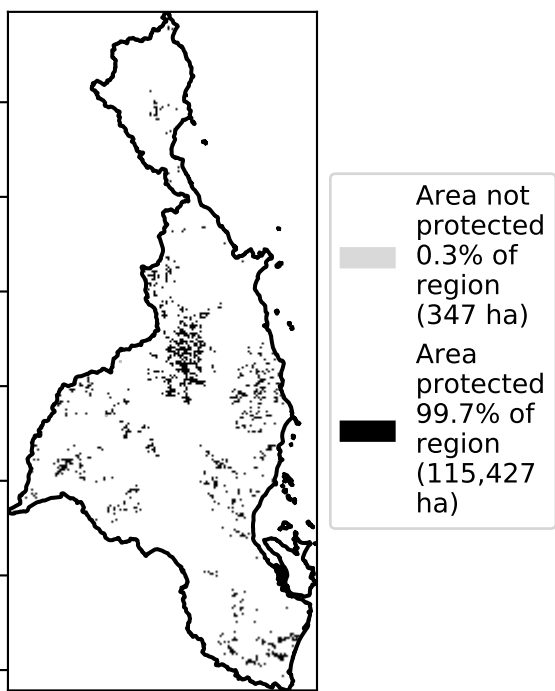 Area not
protected
0.3% of
region
(347 ha)
Area
protected
99.7% of
region
(115,427
ha)